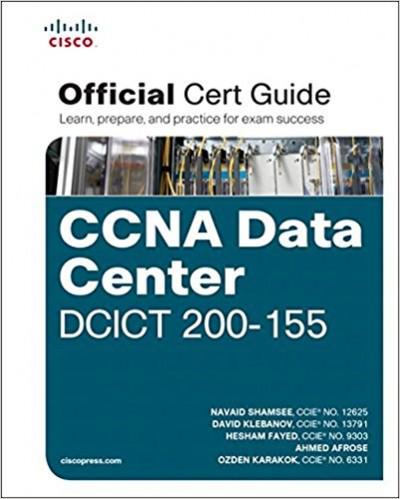 CISCO
Official Cert Guide
Learn, prepare, and practice for exam success
CCNA Data
Center
DCICT 200-155
NAVAID SHAMSEE, CCIE® NO. 12625
DAVID KLEBANOV, CCIE® NO. 13791
HESHAM FAYED, CCIE® NO. 9303
AHMED AFROSE
OZDEN KARAKOK, CCIE® NO. 6331
ciscopress.com